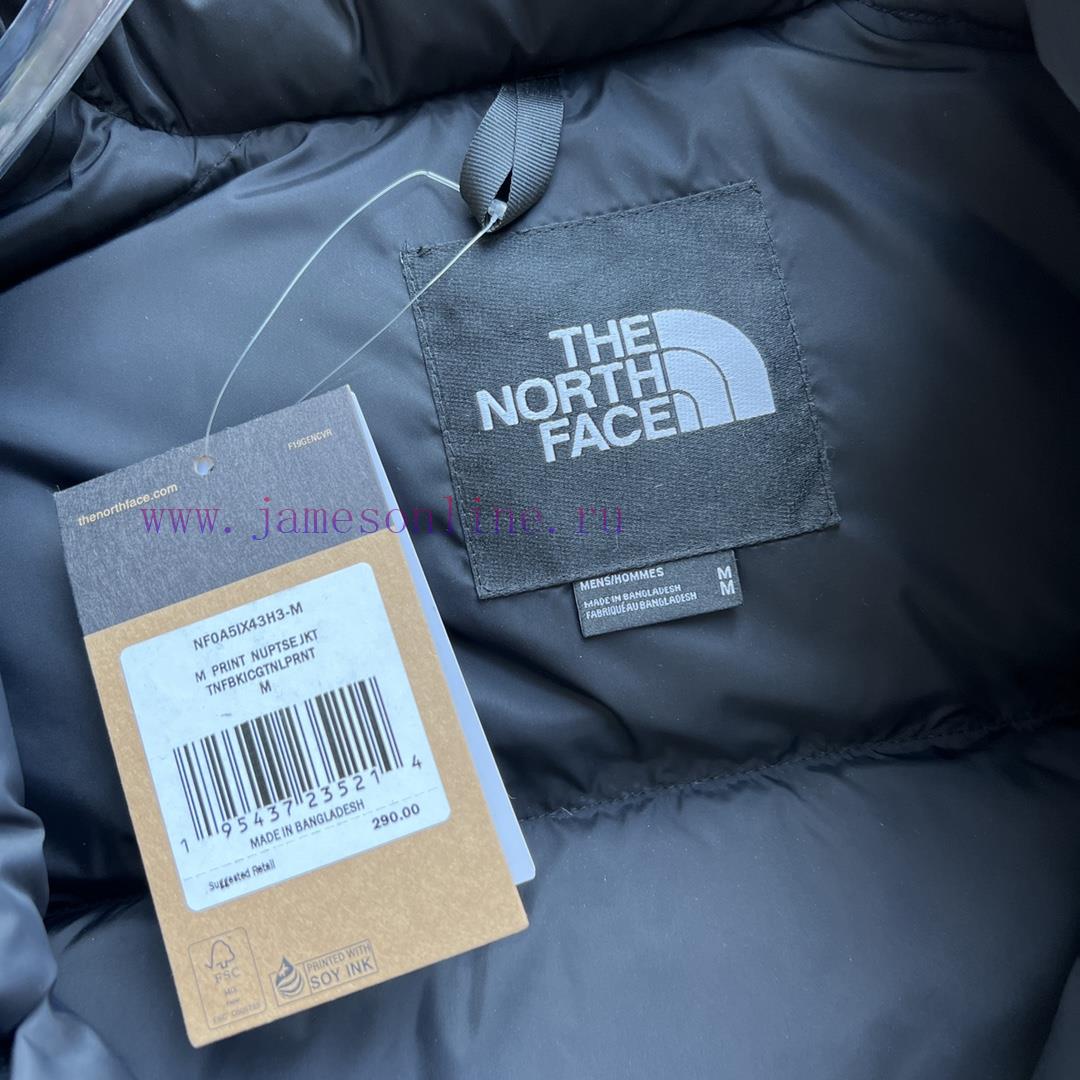 THE
NORTH
FACE
MENS/HOMMES M
MADE IN BANGLADESH M
FABRIQUÉ AU BANGLADESH
F19GENCVR
thenorthface.com
www.jamesonline.ru
NF0A5IX43H3-M
M PRINT NUPTSE JKT
TNFBKICGTNLPRNT
M
1 95437 23521 4
MADE IN BANGLADESH
290.00
Suggested Retail
FSC
PRINTED WITH
SOY INK